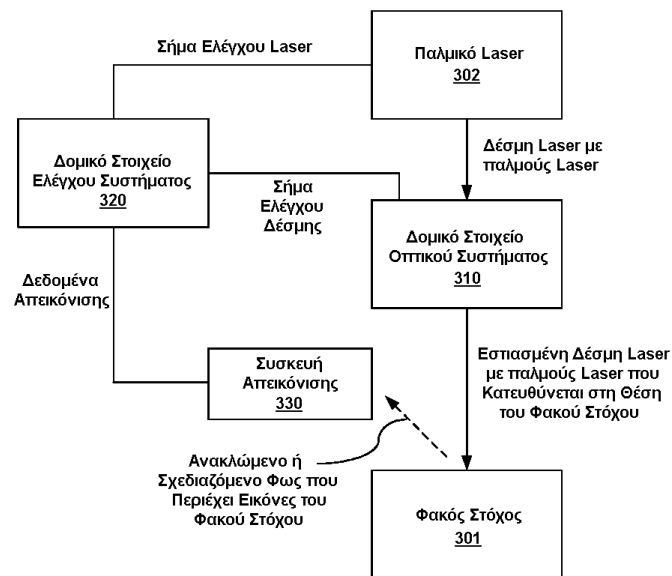 Σήμα Ελέγχου Laser
Παλμικό Laser
302
Δομικό Στοιχείο
Ελέγχου Συστήματος
320
Δέσμη Laser με
παλμούς Laser
Σήμα
Ελέγχου
Δέσμης
Δομικό Στοιχείο
Οπτικού Συστήματος
310
Δεδομένα
Απεικόνισης
Συσκευή
Απεικόνισης
330
Εστιασμένη Δέσμη Laser
με παλμούς Laser που
Κατευθύνεται στη Θέση
του Φακού Στόχου
Ανακλώμενο ή
Σχεδιαζόμενο Φως που
Περιέχει Εικόνες του
Φακού Στόχου
Φακός Στόχος
301